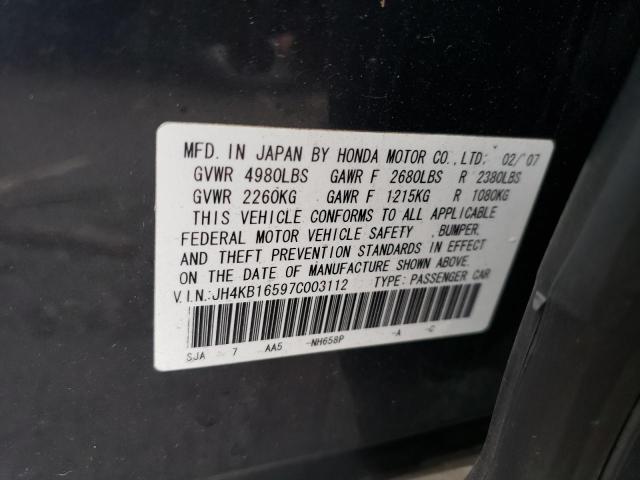 MFD. IN JAPAN BY HONDA MOTOR CO., LTD: 02/'07
GVWR 4980LBS GAWR F 2680LBS R 2380LBS
GVWR 2260KG GAWR F 1215KG R 1080KG
THIS VEHICLE CONFORMS TO ALL APPLICABLE
FEDERAL MOTOR VEHICLE SAFETY , BUMPER,
AND THEFT PREVENTION STANDARDS IN EFFECT
ON THE DATE OF MANUFACTURE SHOWN ABOVE.
V.I.N.:JH4KB16597C003112 TYPE: PASSENGER CAR
SJA 7 AA5 -NH658P -A -C